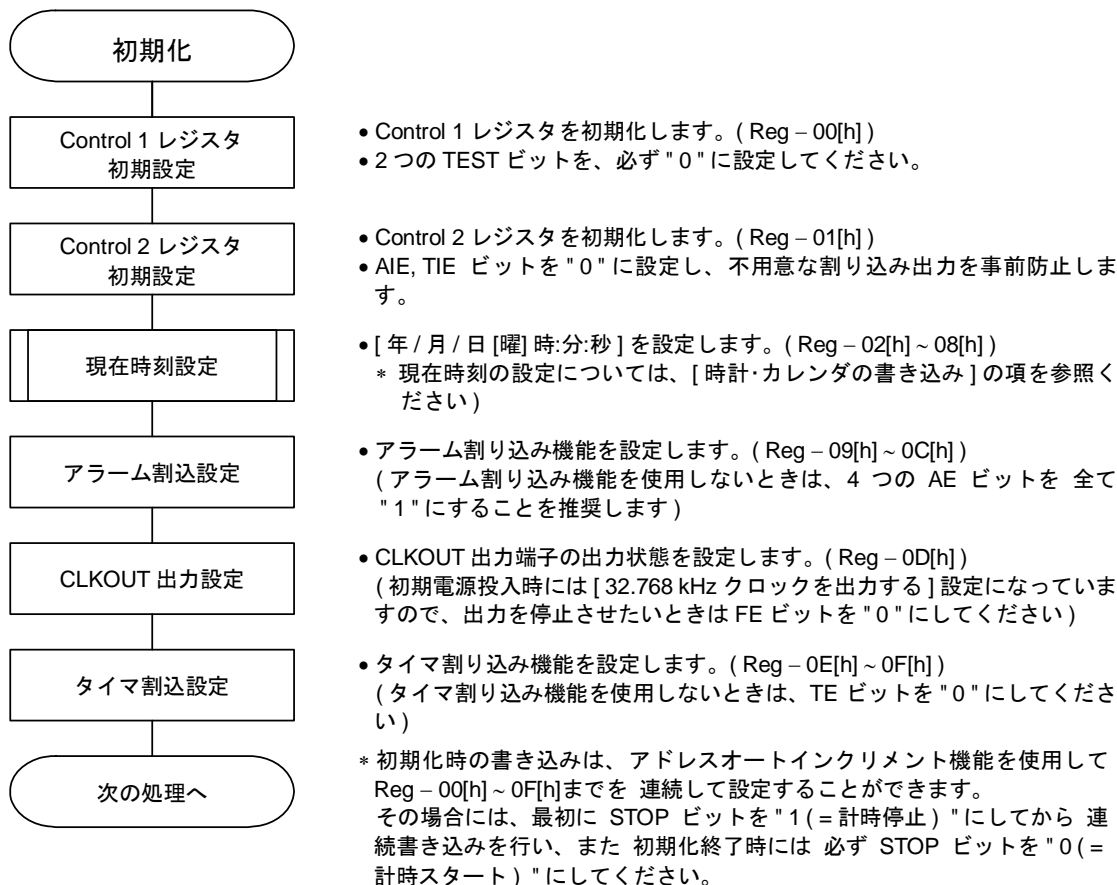 初期化
Control 1 レジスタ
初期設定
• Control 1 レジスタを初期化します。( Reg – 00[h] )
• 2 つの TEST ビットを、必ず " 0 " に設定してください。
Control 2 レジスタ
初期設定
• Control 2 レジスタを初期化します。( Reg – 01[h] )
• AIE, TIE ビットを " 0 " に設定し、不用意な割り込み出力を事前防止しま
す。
現在時刻設定
• [ 年 / 月 / 日 [曜] 時:分:秒 ] を設定します。( Reg – 02[h] ~ 08[h] )
* 現在時刻の設定については、[ 時計･カレンダの書き込み ] の項を参照く
ださい )
アラーム割込設定
• アラーム割り込み機能を設定します。( Reg – 09[h] ~ 0C[h] )
( アラーム割り込み機能を使用しないときは、4 つの AE ビットを 全て
" 1 " にすることを推奨します )
CLKOUT 出力設定
• CLKOUT 出力端子の出力状態を設定します。( Reg – 0D[h] )
( 初期電源投入時には [ 32.768 kHz クロックを出力する ] 設定になっていま
すので、出力を停止させたいときは FE ビットを " 0 " にしてください )
タイマ割込設定
• タイマ割り込み機能を設定します。( Reg – 0E[h] ~ 0F[h] )
( タイマ割り込み機能を使用しないときは、TE ビットを " 0 " にしてくださ
い )
次の処理へ
* 初期化時の書き込みは、アドレスオートインクリメント機能を使用して
Reg – 00[h] ~ 0F[h]までを 連続して設定することができます。
その場合には、最初に STOP ビットを " 1 ( = 計時停止 ) " にしてから 連
続書き込みを行い、また 初期化終了時には 必ず STOP ビットを " 0 ( =
計時スタート ) " にしてください。